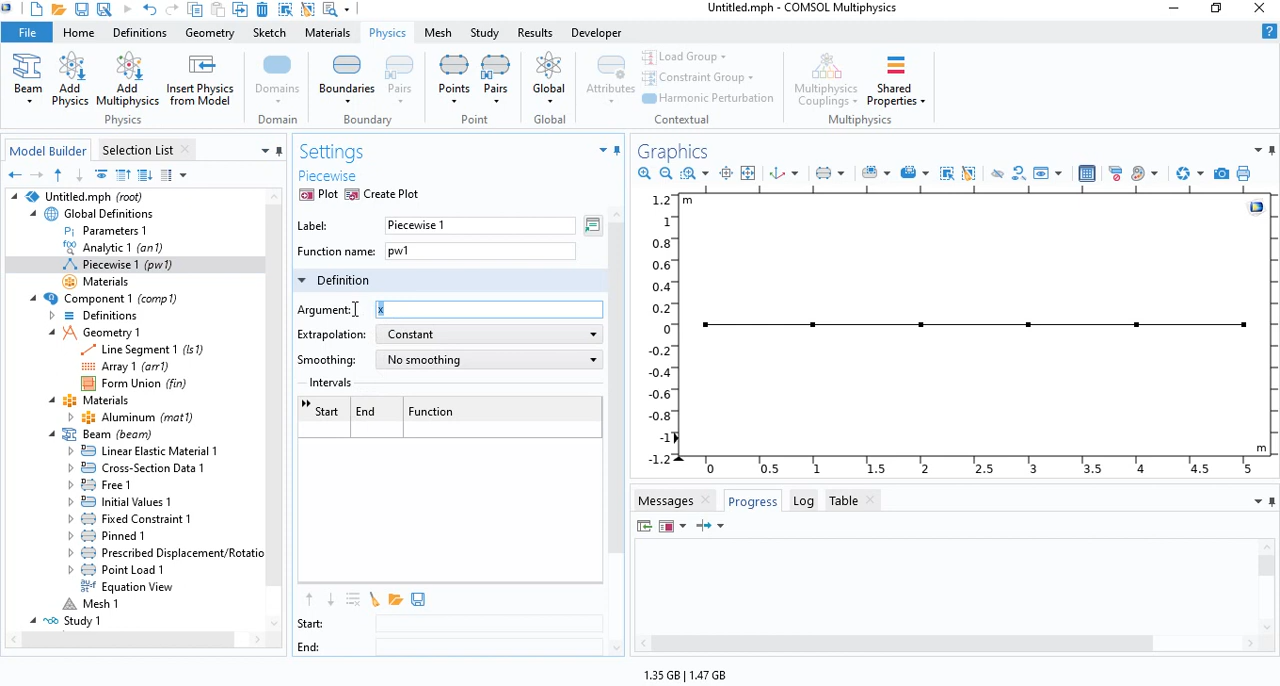 Untitled.mph - COMSOL Multiphysics
File Home Definitions Geometry Sketch Materials Physics Mesh Study Results Developer
Beam
Add Physics
Add Multiphysics
Insert Physics from Model
Physics
Domains
Domain
Boundaries
Pairs
Boundary
Points
Pairs
Point
Global
Global
Attributes
Load Group
Constraint Group
Harmonic Perturbation
Contextual
Multiphysics Couplings
Shared Properties
Multiphysics
Model Builder
Selection List
Untitled.mph (root)
Global Definitions
Parameters 1
Analytic 1 (an1)
Piecewise 1 (pw1)
Materials
Component 1 (comp1)
Definitions
Geometry 1
Line Segment 1 (ls1)
Array 1 (arr1)
Form Union (fin)
Materials
Aluminum (mat1)
Beam (beam)
Linear Elastic Material 1
Cross-Section Data 1
Free 1
Initial Values 1
Fixed Constraint 1
Pinned 1
Prescribed Displacement/Rotatio
Point Load 1
Equation View
Mesh 1
Study 1
Settings
Piecewise
Plot Create Plot
Label: Piecewise 1
Function name: pw1
Definition
Argument: x
Extrapolation: Constant
Smoothing: No smoothing
Intervals
Start End Function
Start:
End:
Graphics
m
1.2
1
0.8
0.6
0.4
0.2
0
-0.2
-0.4
-0.6
-0.8
-1
-1.2
m
0 0.5 1 1.5 2 2.5 3 3.5 4 4.5 5
Messages Progress Log Table
1.35 GB | 1.47 GB